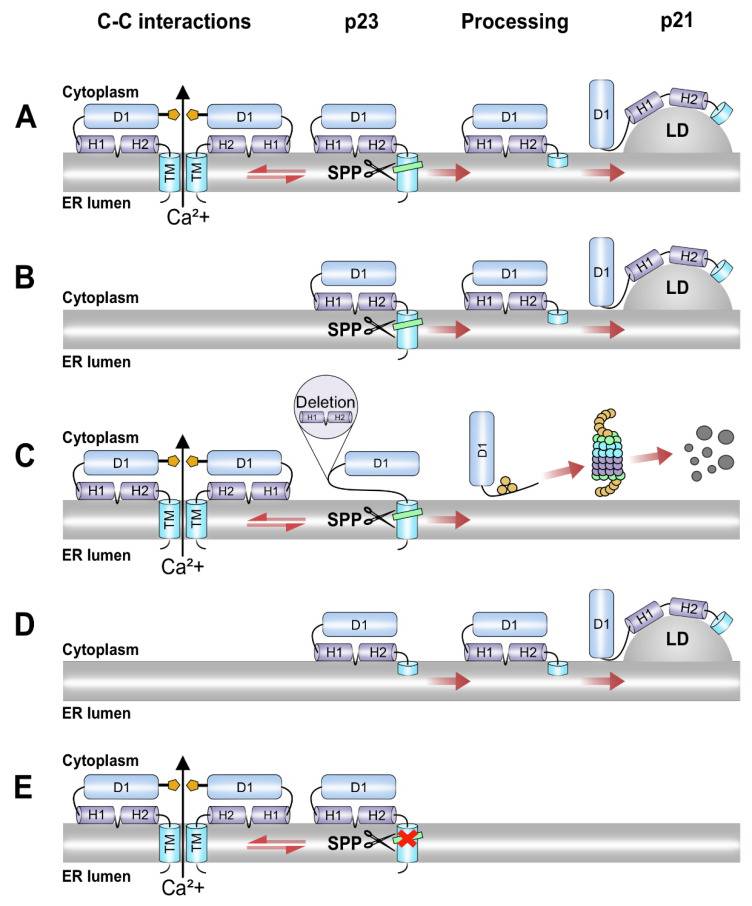 C-C interactions p23 Processing p21
A
Cytoplasm
D1 D1 D1 D1 D1
H1 H2 H2 H1 H1 H2 H1 H2 H1 H2
LD
TM TM SPP
ER lumen
Ca²+
B
Cytoplasm
D1 D1 D1
H1 H2 H1 H2 H1 H2
LD
SPP
ER lumen
C
Deletion
H1 H2
Cytoplasm
D1 D1 D1 D1
H1 H2 H2 H1
TM TM SPP
ER lumen
Ca²+
D
D1 D1 D1
H1 H2 H1 H2 H1 H2
LD
Cytoplasm
ER lumen
E
Cytoplasm
D1 D1 D1
H1 H2 H2 H1 H1 H2
TM TM SPP
ER lumen
Ca²+